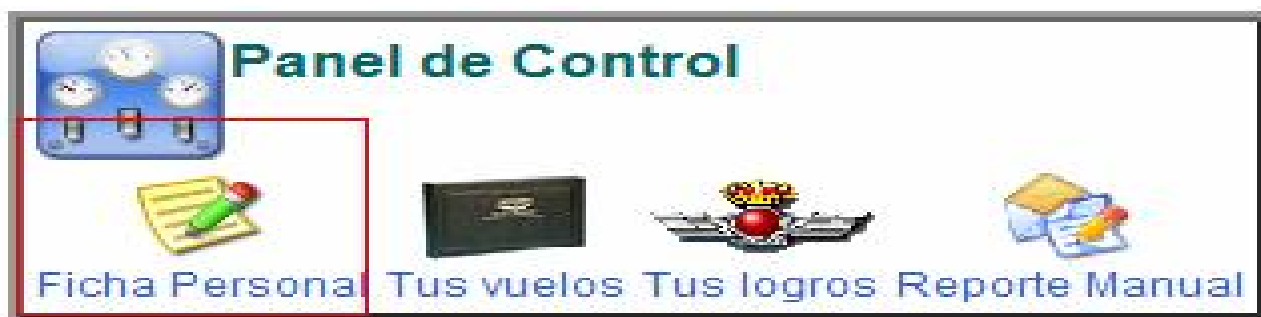 Panel de Control
Ficha Personal Tus vuelos Tus logros Reporte Manual